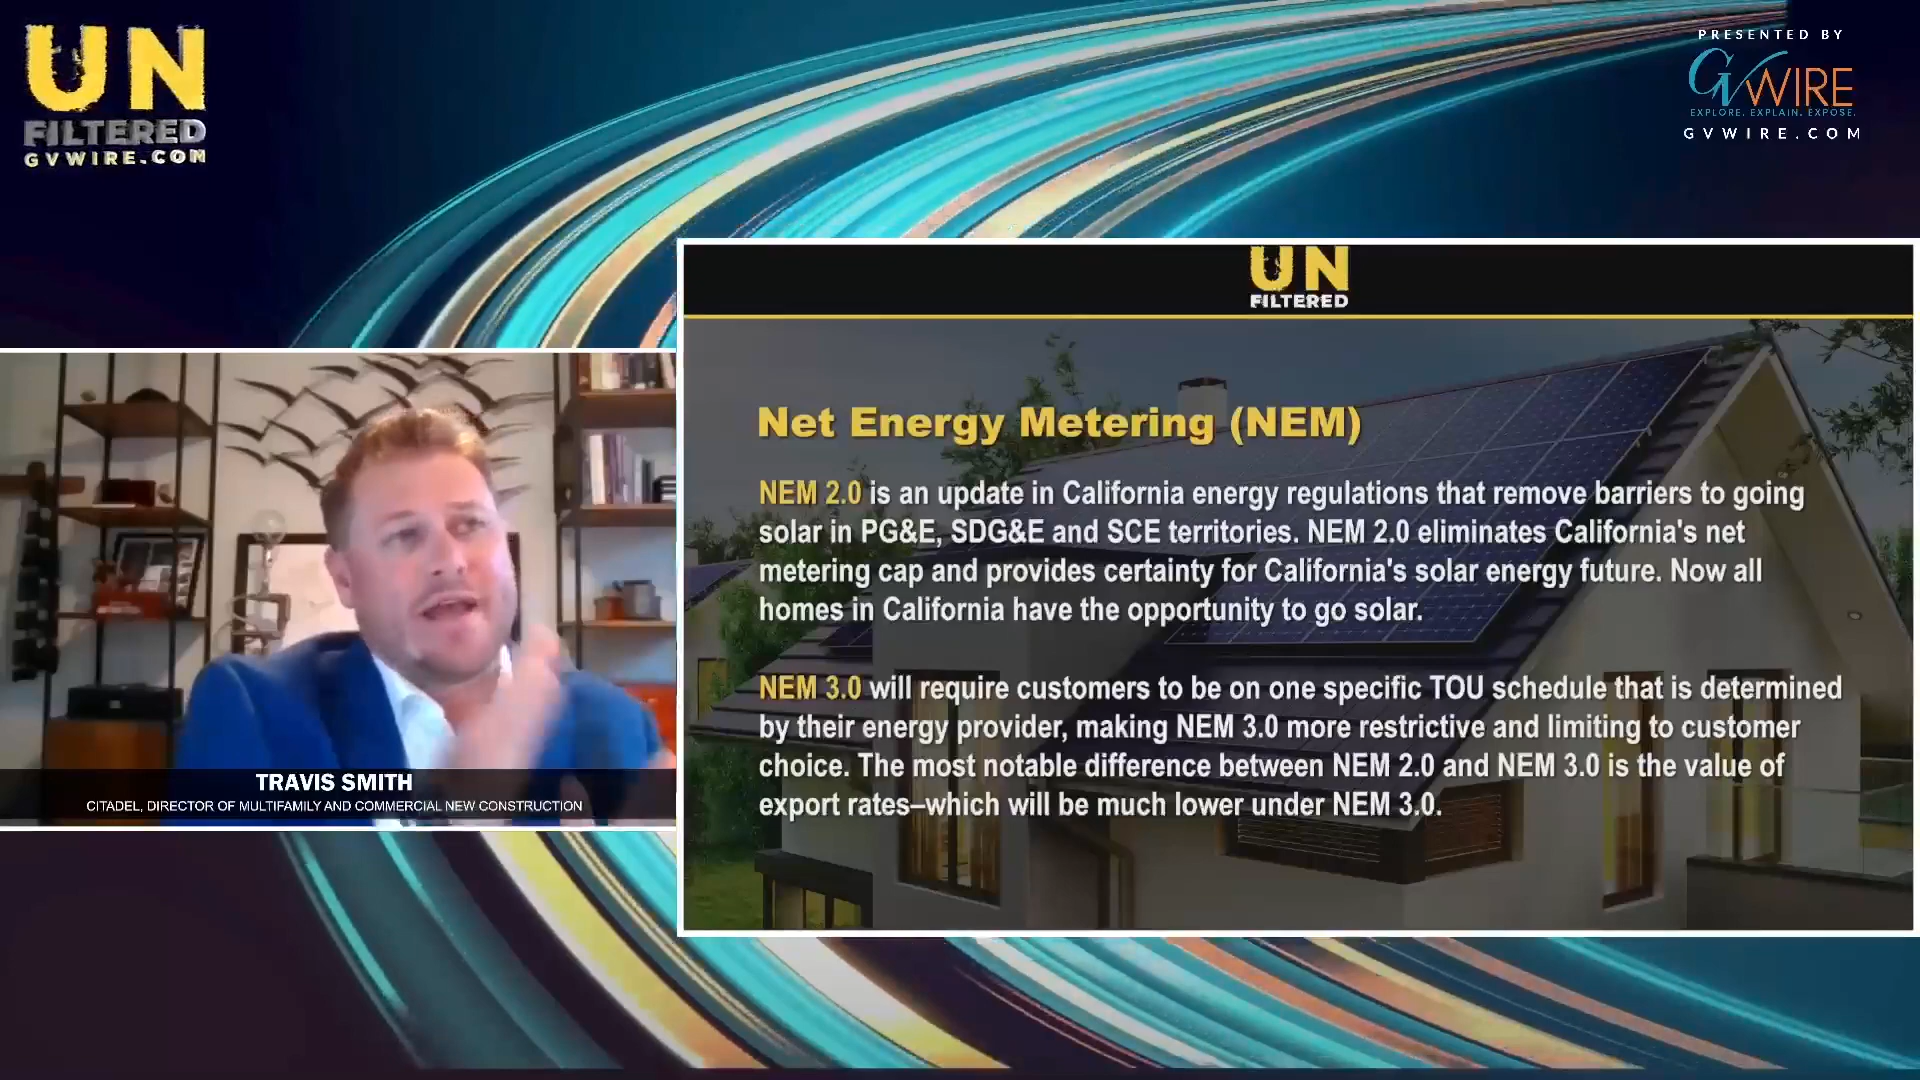 UN
FILTERED
GVWIRE.COM
PRESENTED BY
GV WIRE
EXPLORE. EXPLAIN. EXPOSE.
GVWIRE.COM
UN
FILTERED
Net Energy Metering (NEM)
NEM 2.0 is an update in California energy regulations that remove barriers to going
solar in PG&E, SDG&E and SCE territories. NEM 2.0 eliminates California's net
metering cap and provides certainty for California's solar energy future. Now all
homes in California have the opportunity to go solar.
NEM 3.0 will require customers to be on one specific TOU schedule that is determined
by their energy provider, making NEM 3.0 more restrictive and limiting to customer
choice. The most notable difference between NEM 2.0 and NEM 3.0 is the value of
export rates–which will be much lower under NEM 3.0.
TRAVIS SMITH
CITADEL, DIRECTOR OF MULTIFAMILY AND COMMERCIAL NEW CONSTRUCTION